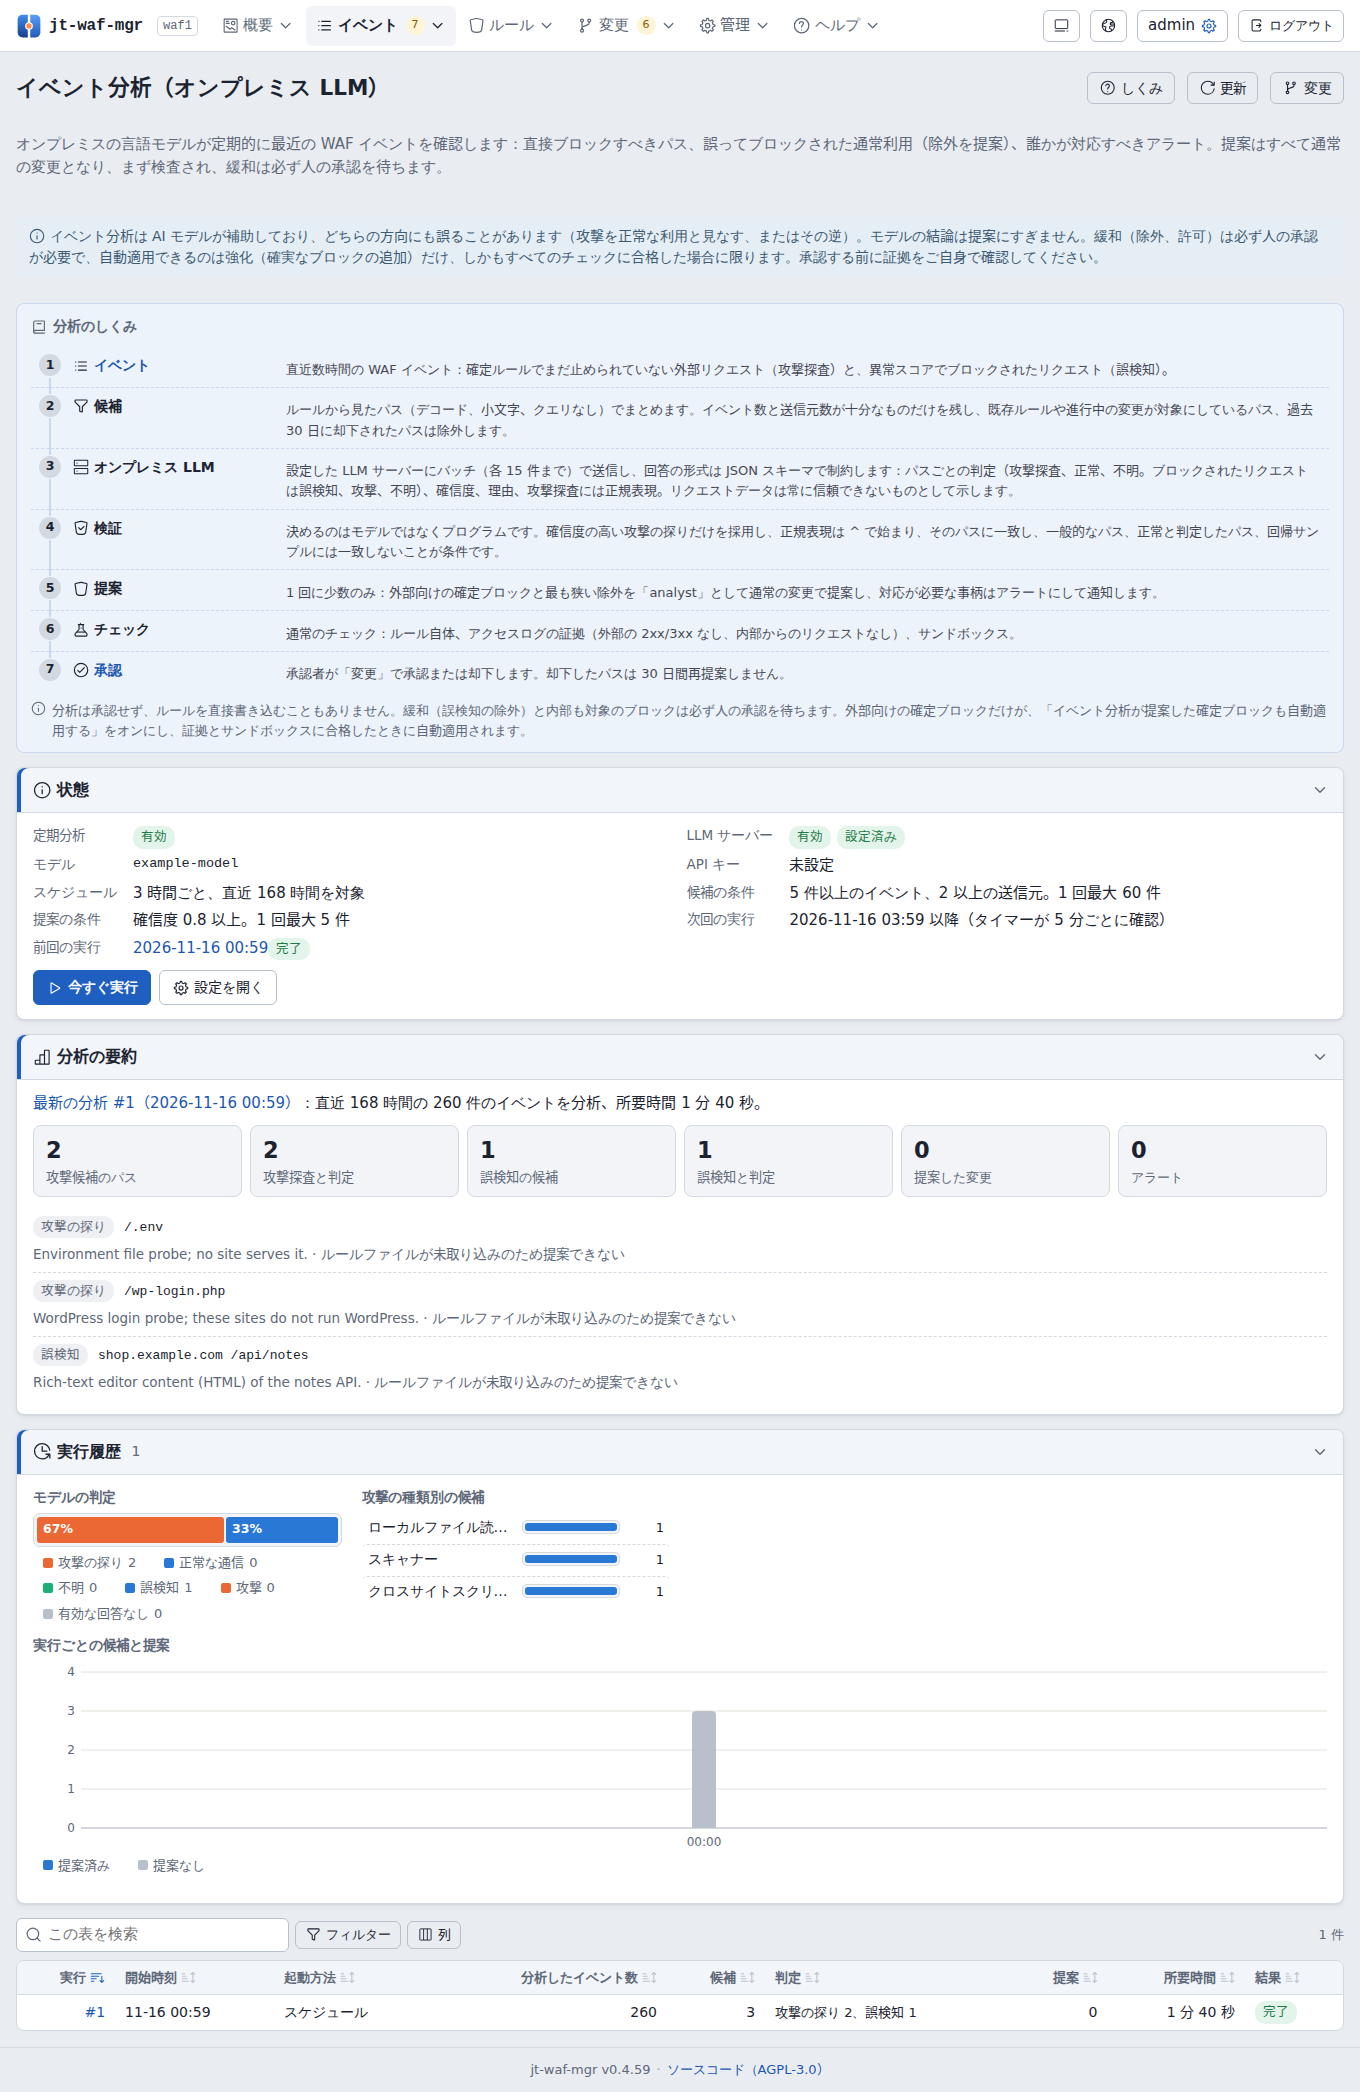 jt-waf-mgr waf1 概要 イベント 7 ルール 変更 6 管理 ヘルプ admin ログアウト
イベント分析（オンプレミス LLM） しくみ 更新 変更
オンプレミスの言語モデルが定期的に最近の WAF イベントを確認します：直接ブロックすべきパス、誤ってブロックされた通常利用（除外を提案）、誰かが対応すべきアラート。提案はすべて通常
の変更となり、まず検査され、緩和は必ず人の承認を待ちます。
イベント分析は AI モデルが補助しており、どちらの方向にも誤ることがあります（攻撃を正常な利用と見なす、またはその逆）。モデルの結論は提案にすぎません。緩和（除外、許可）は必ず人の承認
が必要で、自動適用できるのは強化（確実なブロックの追加）だけ、しかもすべてのチェックに合格した場合に限ります。承認する前に証拠をご自身で確認してください。
分析のしくみ
1 イベント 直近数時間の WAF イベント：確定ルールでまだ止められていない外部リクエスト（攻撃探査）と、異常スコアでブロックされたリクエスト（誤検知）。
2 候補 ルールから見たパス（デコード、小文字、クエリなし）でまとめます。イベント数と送信元数が十分なものだけを残し、既存ルールや進行中の変更が対象にしているパス、過去
30 日に却下されたパスは除外します。
3 オンプレミス LLM 設定した LLM サーバーにバッチ（各 15 件まで）で送信し、回答の形式は JSON スキーマで制約します：パスごとの判定（攻撃探査、正常、不明。ブロックされたリクエスト
は誤検知、攻撃、不明）、確信度、理由、攻撃探査には正規表現。リクエストデータは常に信頼できないものとして示します。
4 検証 決めるのはモデルではなくプログラムです。確信度の高い攻撃の探りだけを採用し、正規表現は ^ で始まり、そのパスに一致し、一般的なパス、正常と判定したパス、回帰サン
プルには一致しないことが条件です。
5 提案 1 回に少数のみ：外部向けの確定ブロックと最も狭い除外を「analyst」として通常の変更で提案し、対応が必要な事柄はアラートにして通知します。
6 チェック 通常のチェック：ルール自体、アクセスログの証拠（外部の 2xx/3xx なし、内部からのリクエストなし）、サンドボックス。
7 承認 承認者が「変更」で承認または却下します。却下したパスは 30 日間再提案しません。
分析は承認せず、ルールを直接書き込むこともありません。緩和（誤検知の除外）と内部も対象のブロックは必ず人の承認を待ちます。外部向けの確定ブロックだけが、「イベント分析が提案した確定ブロックも自動適
用する」をオンにし、証拠とサンドボックスに合格したときに自動適用されます。
状態
定期分析 有効 LLM サーバー 有効 設定済み
モデル example-model API キー 未設定
スケジュール 3 時間ごと、直近 168 時間を対象 候補の条件 5 件以上のイベント、2 以上の送信元。1 回最大 60 件
提案の条件 確信度 0.8 以上。1 回最大 5 件 次回の実行 2026-11-16 03:59 以降（タイマーが 5 分ごとに確認）
前回の実行 2026-11-16 00:59 完了
今すぐ実行 設定を開く
分析の要約
最新の分析 #1（2026-11-16 00:59）：直近 168 時間の 260 件のイベントを分析、所要時間 1 分 40 秒。
2 2 1 1 0 0
攻撃候補のパス 攻撃探査と判定 誤検知の候補 誤検知と判定 提案した変更 アラート
攻撃の探り /.env
Environment file probe; no site serves it. · ルールファイルが未取り込みのため提案できない
攻撃の探り /wp-login.php
WordPress login probe; these sites do not run WordPress. · ルールファイルが未取り込みのため提案できない
誤検知 shop.example.com /api/notes
Rich-text editor content (HTML) of the notes API. · ルールファイルが未取り込みのため提案できない
実行履歴 1
モデルの判定 攻撃の種類別の候補
67% 33% ローカルファイル読… 1
攻撃の探り 2 正常な通信 0 スキャナー 1
不明 0 誤検知 1 攻撃 0 クロスサイトスクリ… 1
有効な回答なし 0
実行ごとの候補と提案
4
3
2
1
0
00:00
提案済み 提案なし
この表を検索 フィルター 列 1 件
実行 開始時刻 起動方法 分析したイベント数 候補 判定 提案 所要時間 結果
#1 11-16 00:59 スケジュール 260 3 攻撃の探り 2、誤検知 1 0 1 分 40 秒 完了
jt-waf-mgr v0.4.59 · ソースコード（AGPL-3.0）